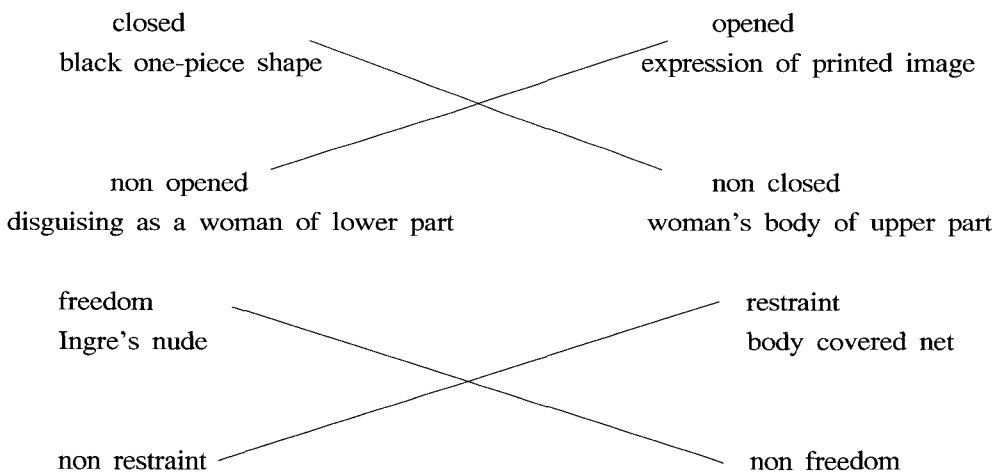 closed
opened
black one-piece shape
expression of printed image
non opened
non closed
disguising as a woman of lower part
woman's body of upper part
freedom
restraint
Ingre's nude
body covered net
non restraint
non freedom